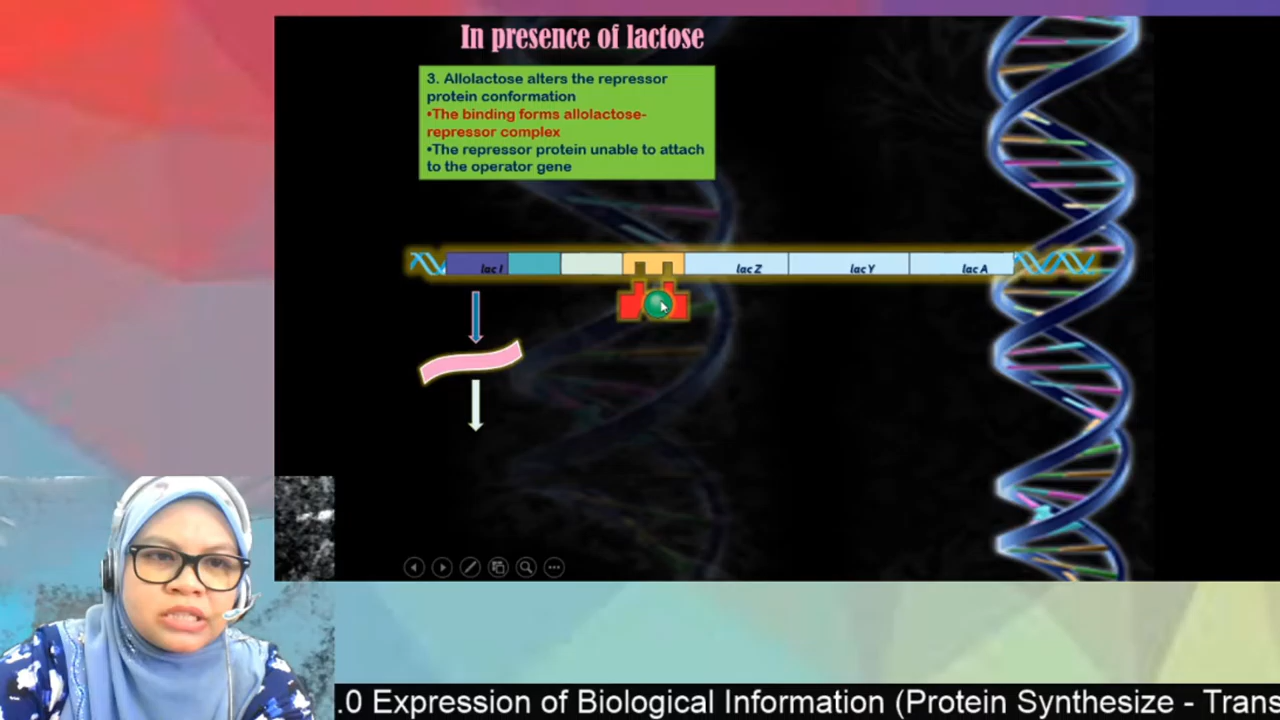 In presence of lactose
3. Allolactose alters the repressor
protein conformation
•The binding forms allolactose-
repressor complex
•The repressor protein unable to attach
to the operator gene
lac I
lac Z
lac Y
lac A
.0 Expression of Biological Information (Protein Synthesize - Trans